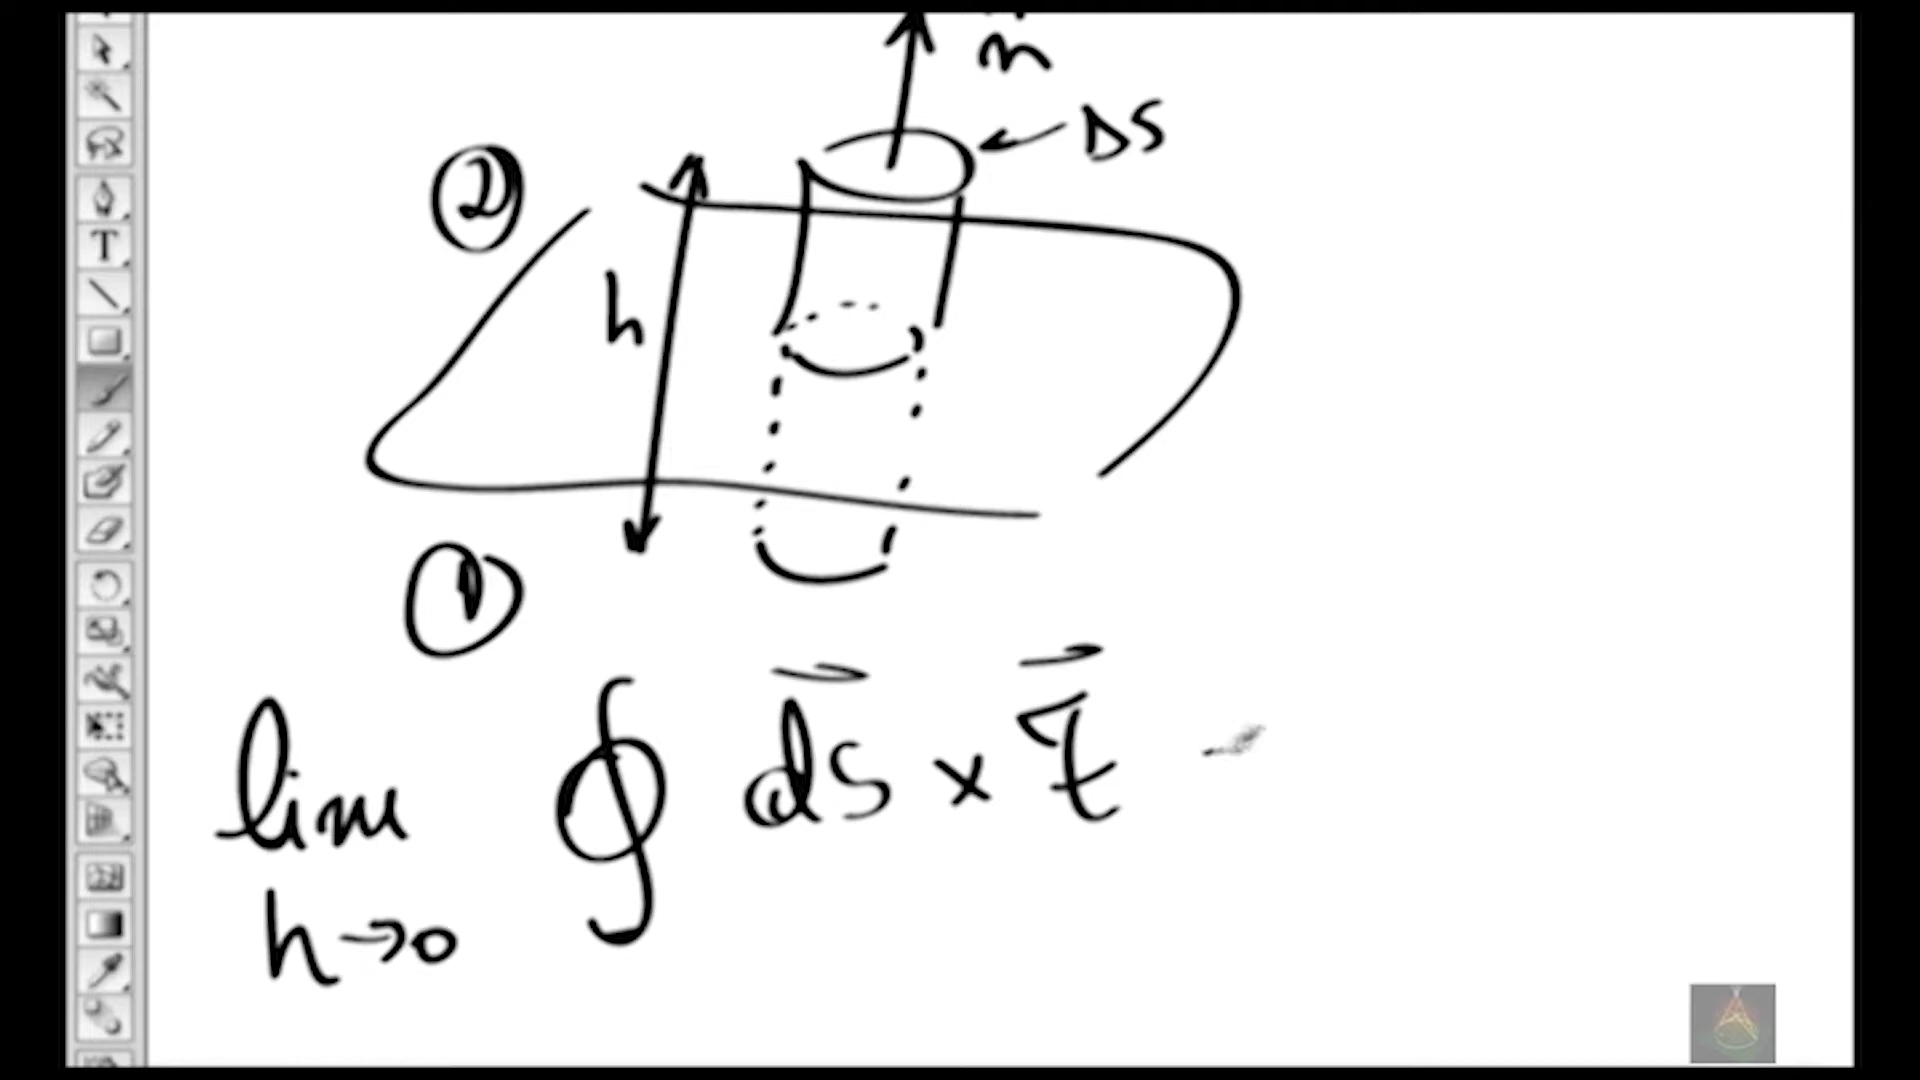 n
ΔS
②
h
①
lim ∮ d͞s ×
h→0